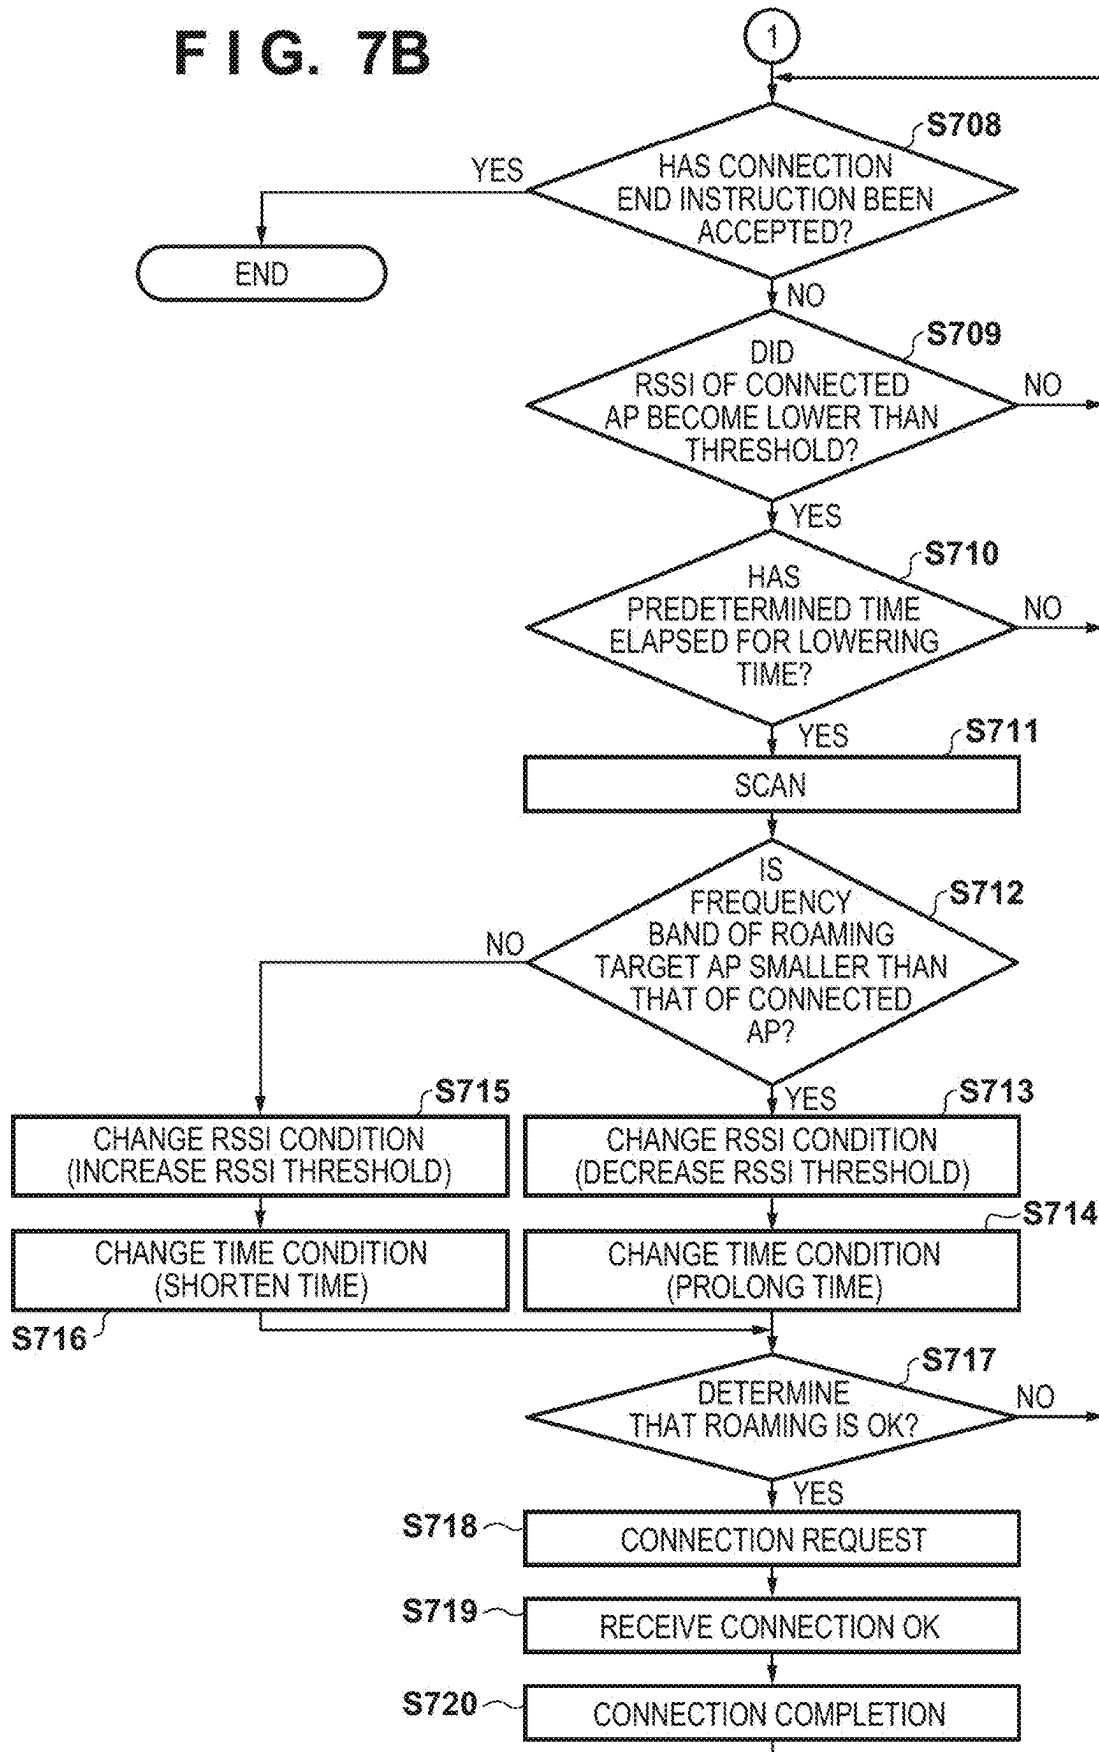 FIG. 7B
1
S708
YES
HAS CONNECTION
END INSTRUCTION BEEN
ACCEPTED?
END
NO
S709
DID
RSSI OF CONNECTED
AP BECOME LOWER THAN
THRESHOLD?
NO
YES
S710
HAS
PREDETERMINED TIME
ELAPSED FOR LOWERING
TIME?
NO
YES
S711
SCAN
S712
IS
FREQUENCY
BAND OF ROAMING
TARGET AP SMALLER THAN
THAT OF CONNECTED
AP?
NO
YES
S715
CHANGE RSSI CONDITION
(INCREASE RSSI THRESHOLD)
S713
CHANGE RSSI CONDITION
(DECREASE RSSI THRESHOLD)
S714
CHANGE TIME CONDITION
(SHORTEN TIME)
CHANGE TIME CONDITION
(PROLONG TIME)
S716
S717
DETERMINE
THAT ROAMING IS OK?
NO
YES
S718
CONNECTION REQUEST
S719
RECEIVE CONNECTION OK
S720
CONNECTION COMPLETION